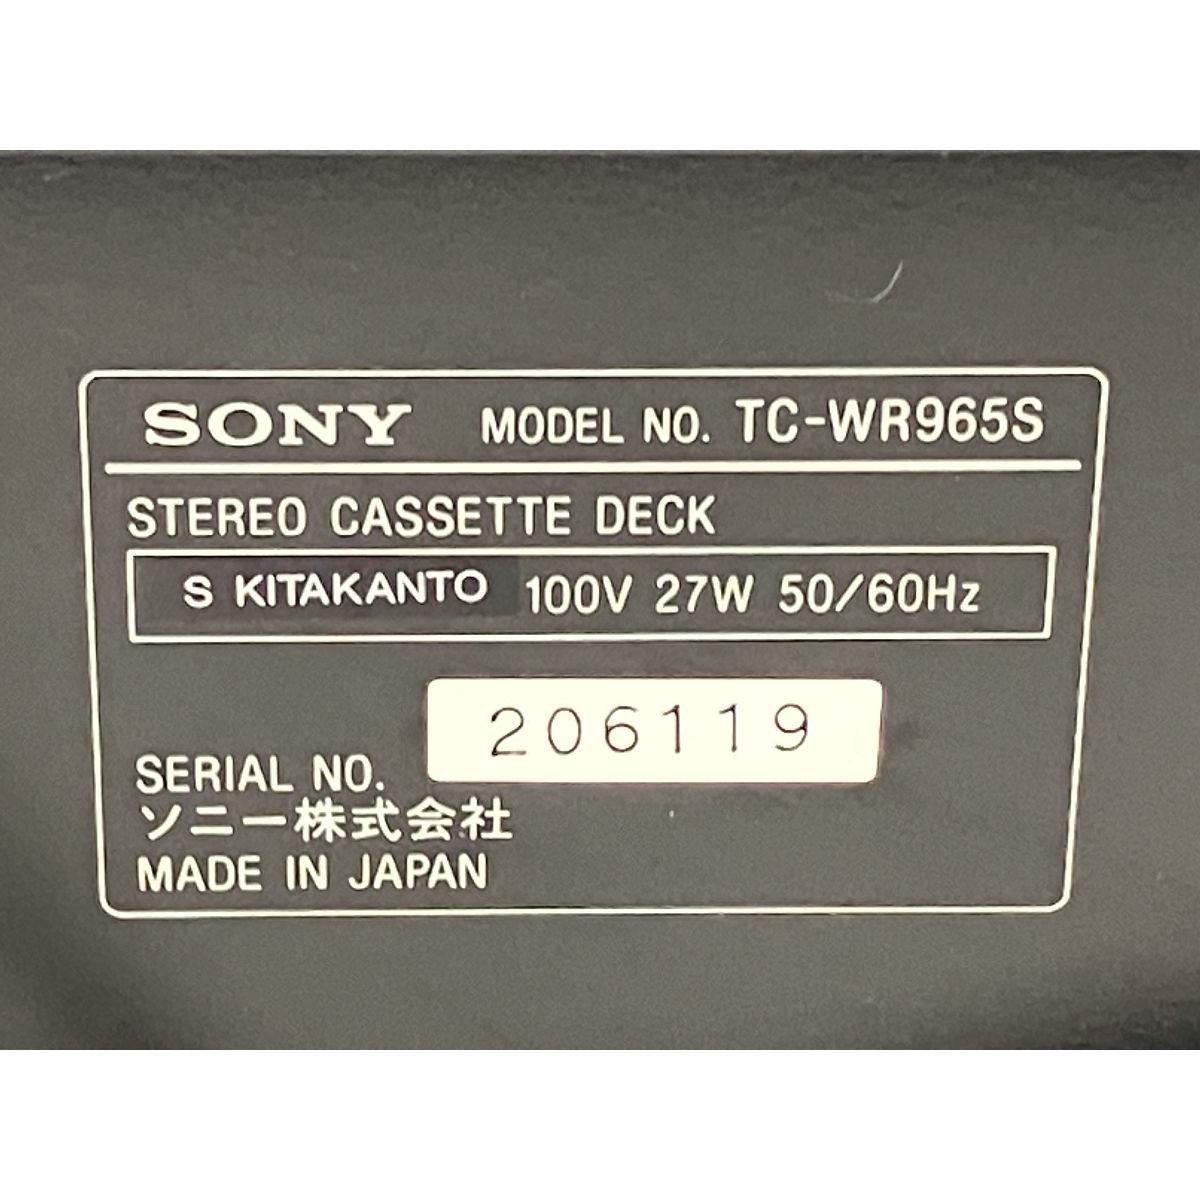 SONY MODEL NO. TC-WR965S
STEREO CASSETTE DECK
S KITAKANTO 100V 27W 50/60Hz
206119
SERIAL NO.
ソニー株式会社
MADE IN JAPAN